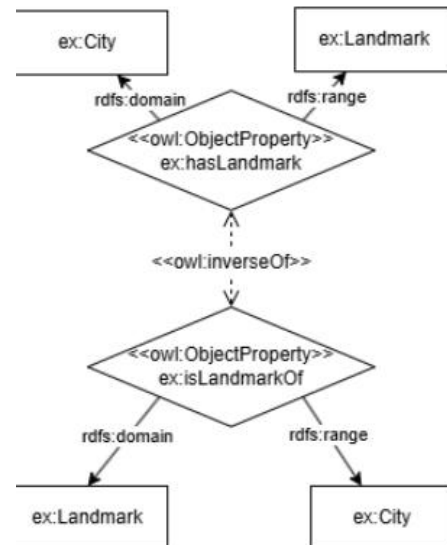 ex:City
ex:Landmark
rdfs:domain
rdfs:range
<<owl:ObjectProperty>>
ex:hasLandmark
<<owl:inverseOf>>
<<owl:ObjectProperty>>
ex:isLandmarkOf
rdfs:domain
rdfs:range
ex:Landmark
ex:City